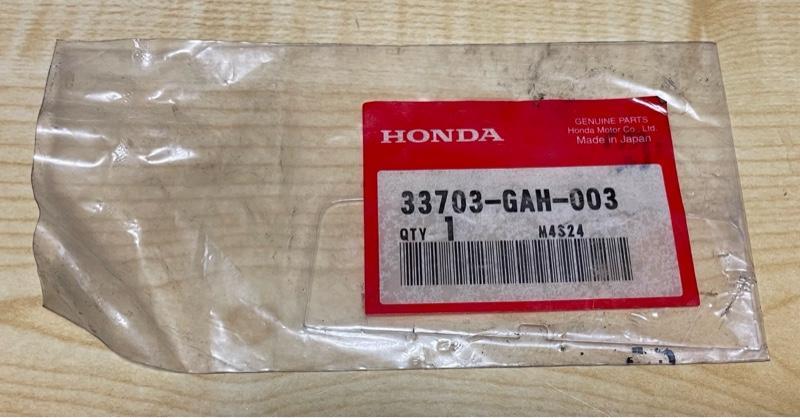 HONDA
GENUINE PARTS
Honda Motor Co., Ltd.
Made in Japan
33703-GAH-003
QTY 1 M4S24